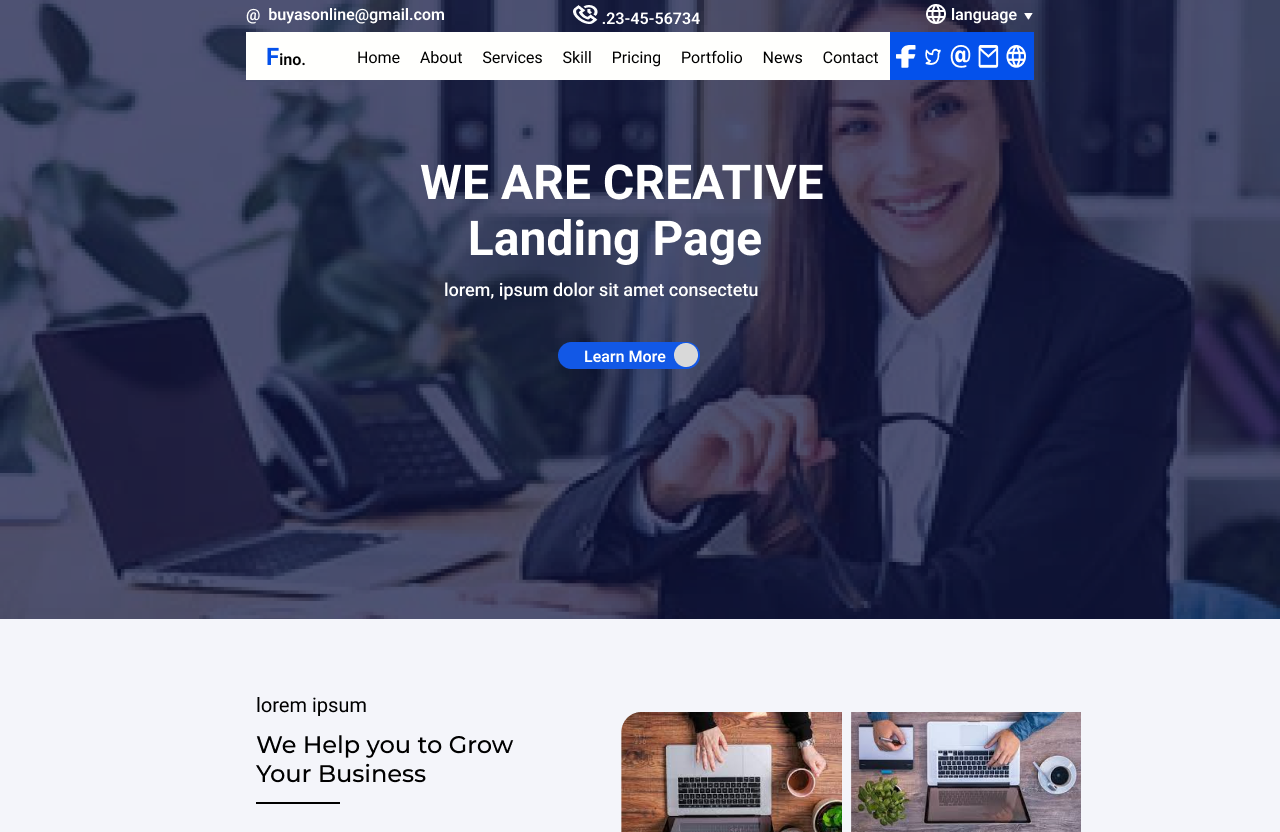 @ buyasonline@gmail.com
.23-45-56734
language
Fino.
Home About Services Skill Pricing Portfolio News Contact
WE ARE CREATIVE
Landing Page
lorem, ipsum dolor sit amet consectetu
Learn More
lorem ipsum
We Help you to Grow
Your Business